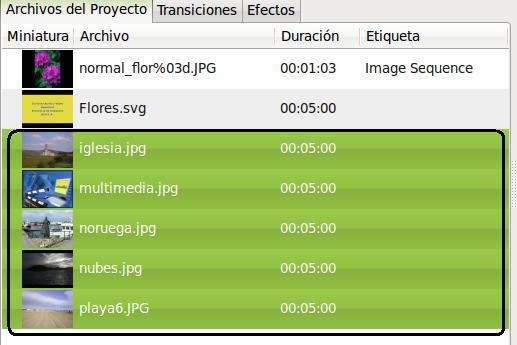 Archivos del Proyecto Transiciones Efectos
Miniatura Archivo Duración Etiqueta
normal_flor%03d.JPG 00:01:03 Image Sequence
Flores.svg 00:05:00
iglesia.jpg 00:05:00
multimedia.jpg 00:05:00
noruega.jpg 00:05:00
nubes.jpg 00:05:00
playa6.JPG 00:05:00